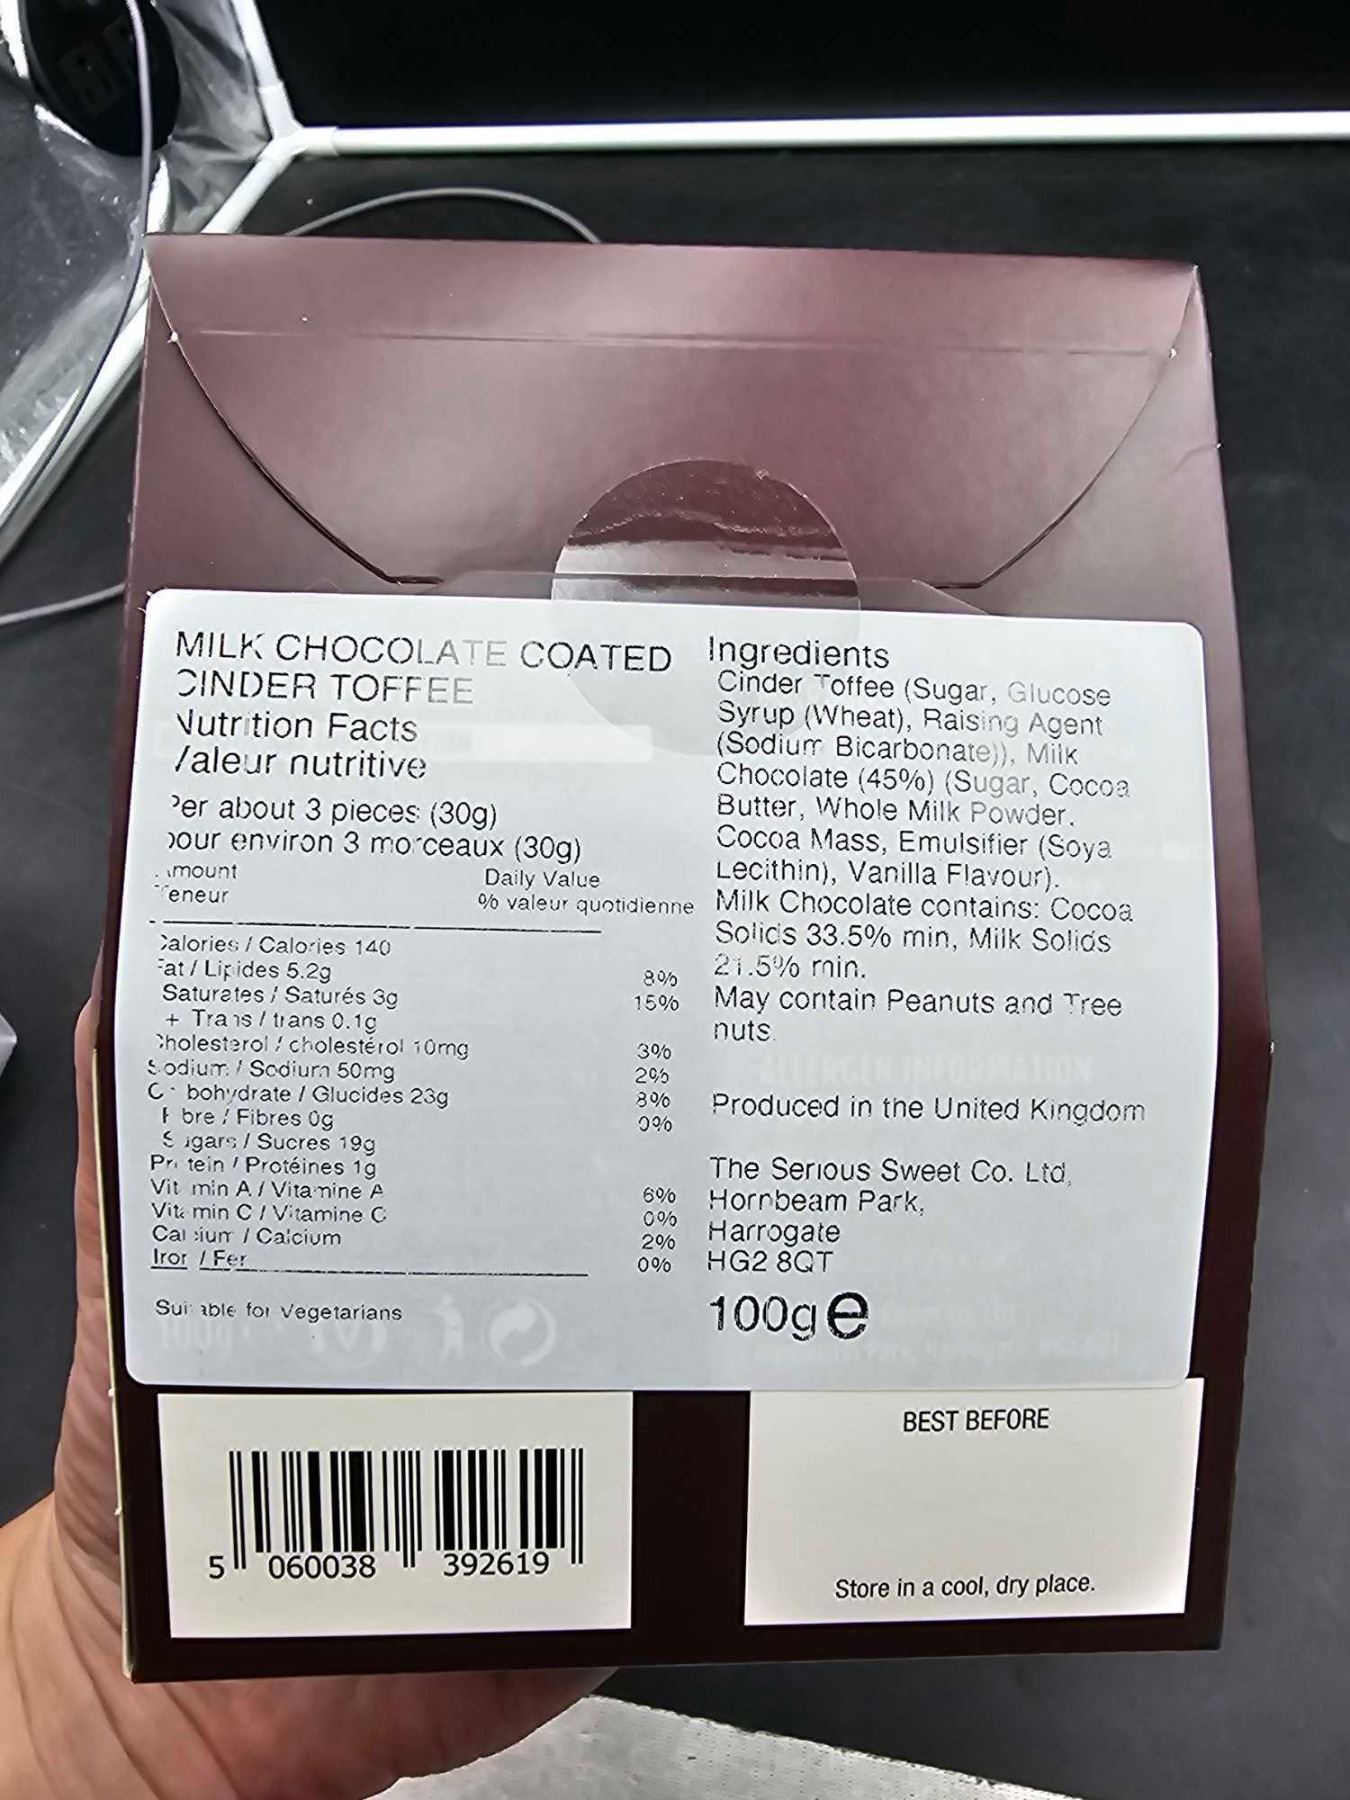 MILK CHOCOLATE COATED
CINDER TOFFEE
Nutrition Facts
Valeur nutritive
Per about 3 pieces (30g)
pour environ 3 morceaux (30g)
Amount Daily Value
Teneur % valeur quotidienne
Calories / Calories 140
Fat / Lipides 5.2g 8%
Saturates / Saturés 3g 15%
+ Trans / trans 0.1g
Cholesterol / cholestérol 10mg 3%
Sodium / Sodium 50mg 2%
Carbohydrate / Glucides 23g 8%
Fibre / Fibres 0g 0%
Sugars / Sucres 19g
Protein / Protéines 1g
Vitamin A / Vitamine A 6%
Vitamin C / Vitamine C 0%
Calcium / Calcium 2%
Iron / Fer 0%
Suitable for Vegetarians
Ingredients
Cinder Toffee (Sugar, Glucose
Syrup (Wheat), Raising Agent
(Sodium Bicarbonate)), Milk
Chocolate (45%) (Sugar, Cocoa
Butter, Whole Milk Powder,
Cocoa Mass, Emulsifier (Soya
Lecithin), Vanilla Flavour).
Milk Chocolate contains: Cocoa
Solids 33.5% min, Milk Solids
21.5% min.
May contain Peanuts and Tree
nuts.
ALLERGEN INFORMATION
Produced in the United Kingdom
The Serious Sweet Co. Ltd,
Hornbeam Park,
Harrogate
HG2 8QT
100g e
5 060038 392619
BEST BEFORE
Store in a cool, dry place.